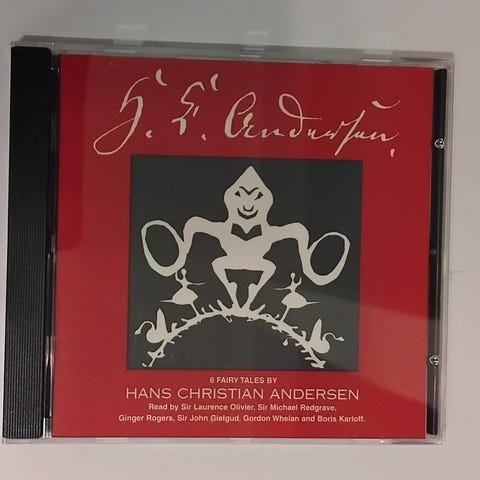 H. C. Andersen.
6 FAIRY TALES BY
HANS CHRISTIAN ANDERSEN
Read by Sir Laurence Olivier, Sir Michael Redgrave,
Ginger Rogers, Sir John Gielgud, Gordon Whelan and Boris Karloff.